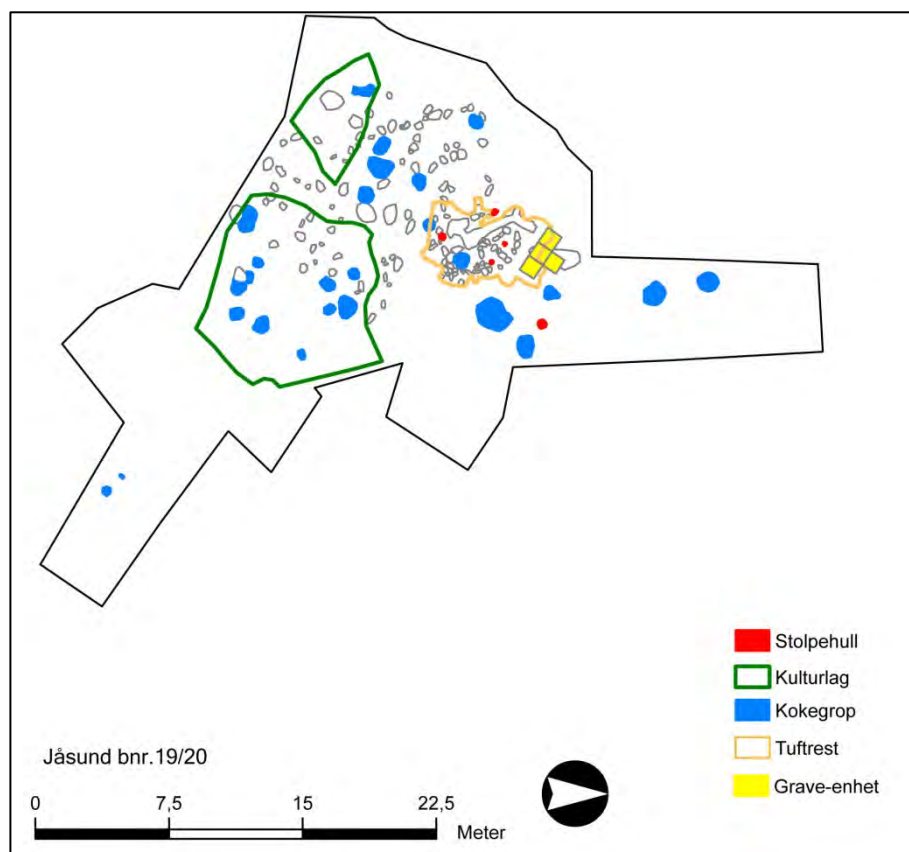 Stolpehull
Kulturlag
Kokegrop
Tuftrest
Grave-enhet
Jåsund bnr.19/20
0 7,5 15 22,5
Meter